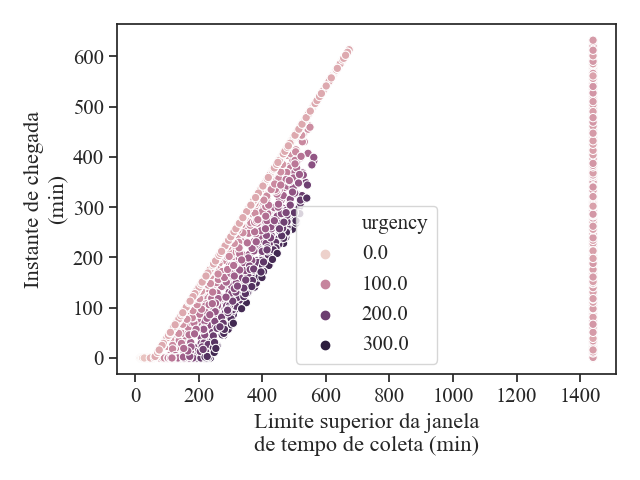 600
500
400
300
200
100
0
Instante de chegada
(min)
urgency
0.0
100.0
200.0
300.0
0 200 400 600 800 1000 1200 1400
Limite superior da janela
de tempo de coleta (min)